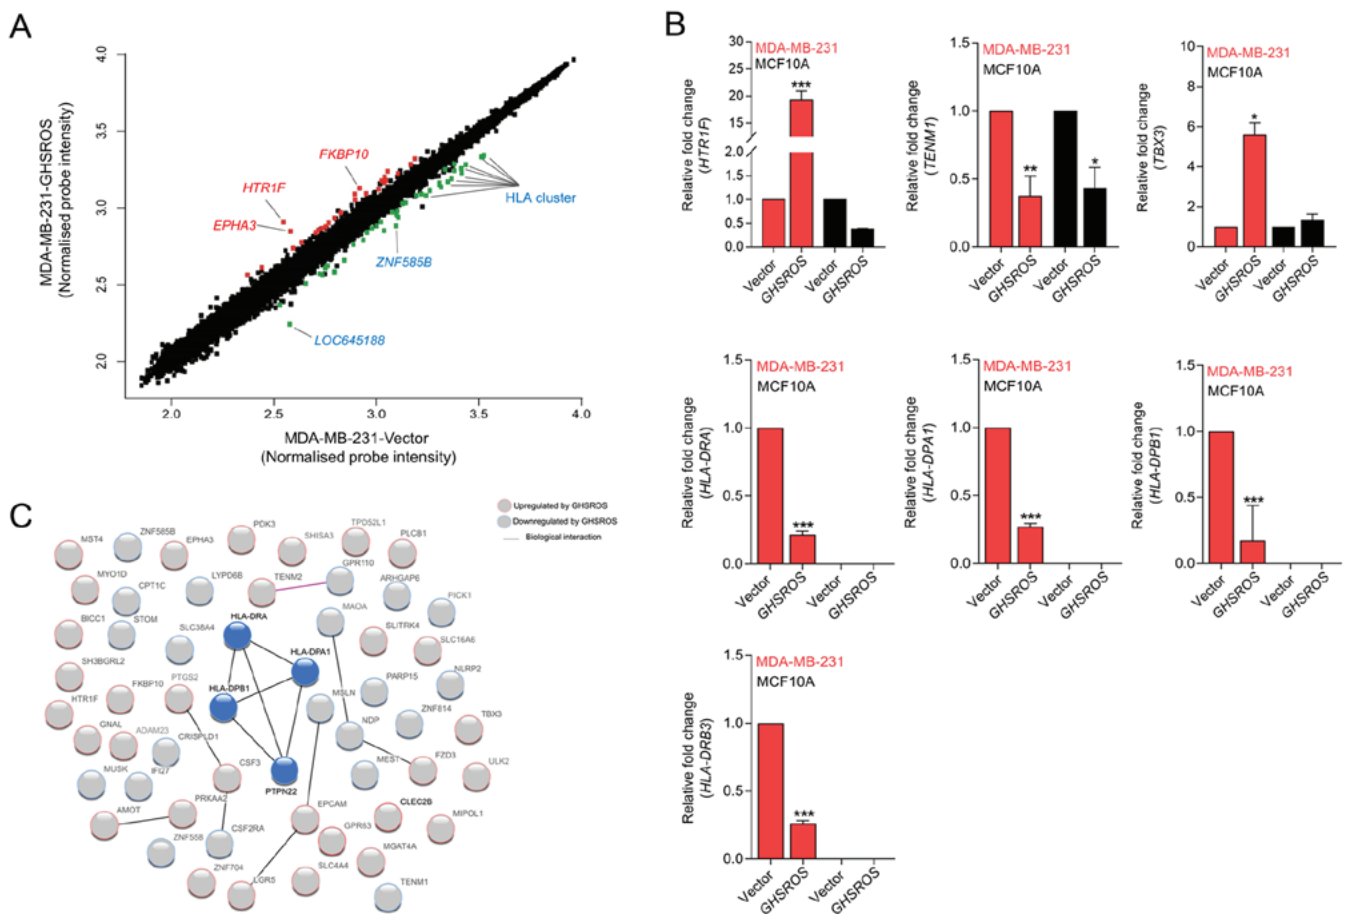 A
MDA-MB-231-GHSROS
(Normalised probe intensity)
4.0
3.5
3.0
2.5
2.0
FKBP10
HTR1F
EPHA3
HLA cluster
ZNF585B
LOC645188
2.0
2.5
3.0
3.5
4.0
MDA-MB-231-Vector
(Normalised probe intensity)
B
Relative fold change
(HTR1F)
30
25
20
15
2.0
1.5
1.0
0.5
0.0
MDA-MB-231
MCF10A
***
Vector
GHSROS
Vector
GHSROS
Relative fold change
(TENM1)
1.5
1.0
0.5
0.0
MDA-MB-231
MCF10A
**
*
Vector
GHSROS
Vector
GHSROS
Relative fold change
(TBX3)
10
8
6
4
2
0
MDA-MB-231
MCF10A
*
Vector
GHSROS
Vector
GHSROS
Relative fold change
(HLA-DRA)
1.5
1.0
0.5
0.0
MDA-MB-231
MCF10A
***
Vector
GHSROS
Vector
GHSROS
Relative fold change
(HLA-DPA1)
1.5
1.0
0.5
0.0
MDA-MB-231
MCF10A
***
Vector
GHSROS
Vector
GHSROS
Relative fold change
(HLA-DPB1)
1.5
1.0
0.5
0.0
MDA-MB-231
MCF10A
***
Vector
GHSROS
Vector
GHSROS
Relative fold change
(HLA-DRB3)
1.5
1.0
0.5
0.0
MDA-MB-231
MCF10A
***
Vector
GHSROS
Vector
GHSROS
C
Upregulated by GHSROS
Downregulated by GHSROS
Biological interaction
MST4
ZNF585B
EPHA3
PDK3
SHISA3
TPD52L1
PLCB1
MYO1D
CPT1C
LYPD6B
TENM2
GPR110
ARHGAP6
PICK1
BICC1
STOM
SLC38A4
HLA-DRA
MAOA
SLITRK4
SLC16A6
SH3BGRL2
FKBP10
PTGS2
HLA-DPB1
HLA-DPA1
MSLN
PARP15
NLRP2
HTR1F
GNAL
ADAM23
CRISPLD1
NDP
ZNF814
TBX3
MUSK
IFI27
CSF3
PTPN22
MEST
FZD3
ULK2
AMOT
PRKAA2
CSF2RA
EPCAM
CLEC2B
MIPOL1
ZNF558
GPR63
MGAT4A
ZNF704
LGR5
SLC4A4
TENM1